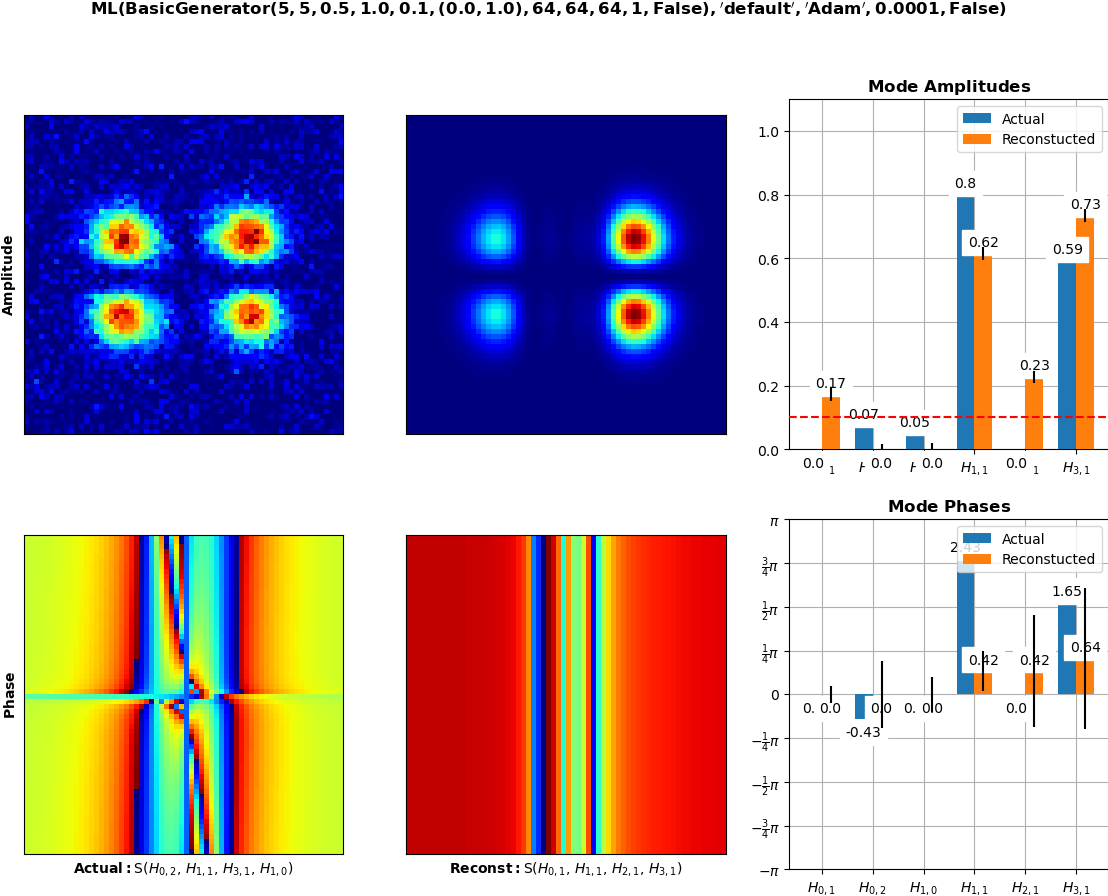 ML(BasicGenerator(5, 5, 0.5, 1.0, 0.1, (0.0, 1.0), 64, 64, 64, 1, False), ′default′, ′Adam′, 0.0001, False)
Amplitude
Mode Amplitudes
Actual
Reconstucted
1.0
0.8
0.6
0.4
0.2
0.0
0.0
0.17
0.07
0.0
0.05
0.0
0.8
0.62
0.0
0.23
0.59
0.73
1
H₁,₁
1
H₃,₁
Phase
Actual: S(H₀,₂, H₁,₁, H₃,₁, H₁,₀)
Reconst: S(H₀,₁, H₁,₁, H₂,₁, H₃,₁)
Mode Phases
Actual
Reconstucted
π
¾π
½π
¼π
0
−¼π
−½π
−¾π
−π
0.
0.0
-0.43
0.0
0.
0.0
2.43
0.42
0.0
0.42
1.65
0.64
H₀,₁
H₀,₂
H₁,₀
H₁,₁
H₂,₁
H₃,₁